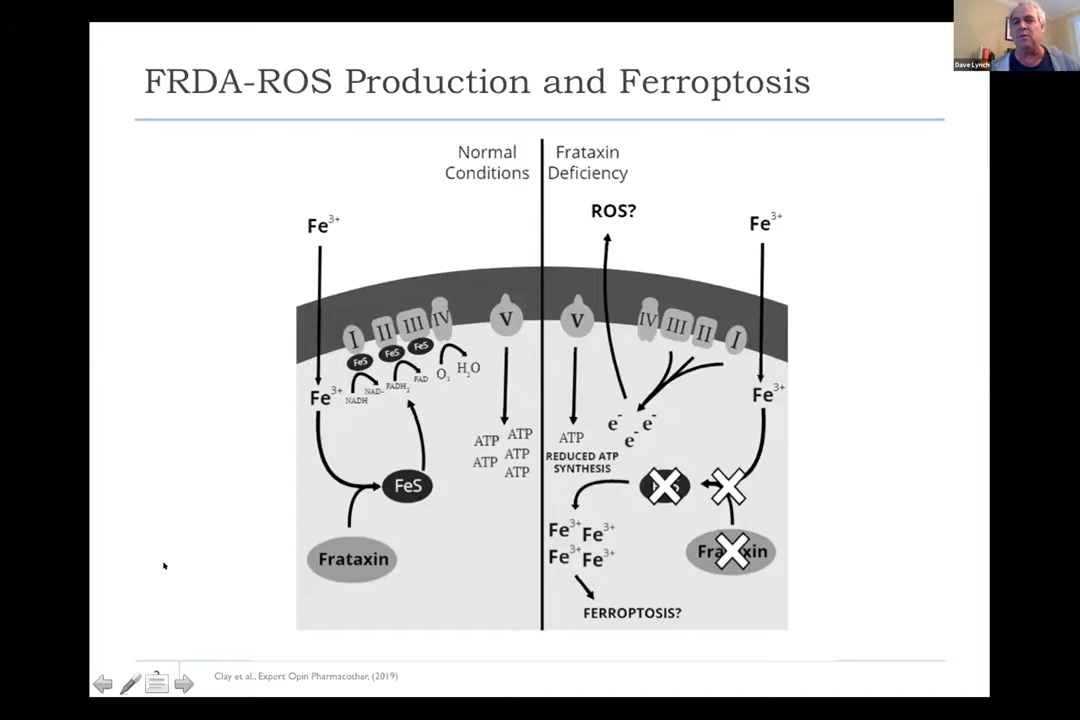 Dave Lynch
FRDA-ROS Production and Ferroptosis
Normal
Conditions
Frataxin
Deficiency
Fe3+
ROS?
Fe3+
I
II
III
IV
V
V
IV
III
II
I
FeS
FeS
FeS
NADH
NAD-
FADH2
FAD
O2
H2O
Fe3+
Fe3+
e-
e-
e-
ATP
ATP
ATP
ATP
ATP
ATP
REDUCED ATP
SYNTHESIS
FeS
Fe3+ Fe3+
Fe3+ Fe3+
Frataxin
FERROPTOSIS?
Clay et al., Expert Opin Pharmacother, (2019)